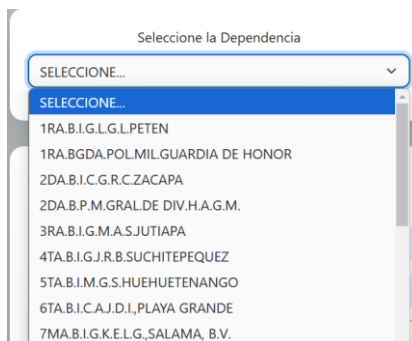 Seleccione la Dependencia
SELECCIONE...
SELECCIONE...
1RA.B.I.G.L.G.L.PETEN
1RA.BGDA.POL.MIL.GUARDIA DE HONOR
2DA.B.I.C.G.R.C.ZACAPA
2DA.B.P.M.GRAL.DE DIV.H.A.G.M.
3RA.B.I.G.M.A.S.JUTIAPA
4TA.B.I.G.J.R.B.SUCHITEPEQUEZ
5TA.B.I.M.G.S.HUEHUETENANGO
6TA.B.I.C.A.J.D.I.,PLAYA GRANDE
7MA.B.I.G.K.E.L.G.,SALAMA, B.V.